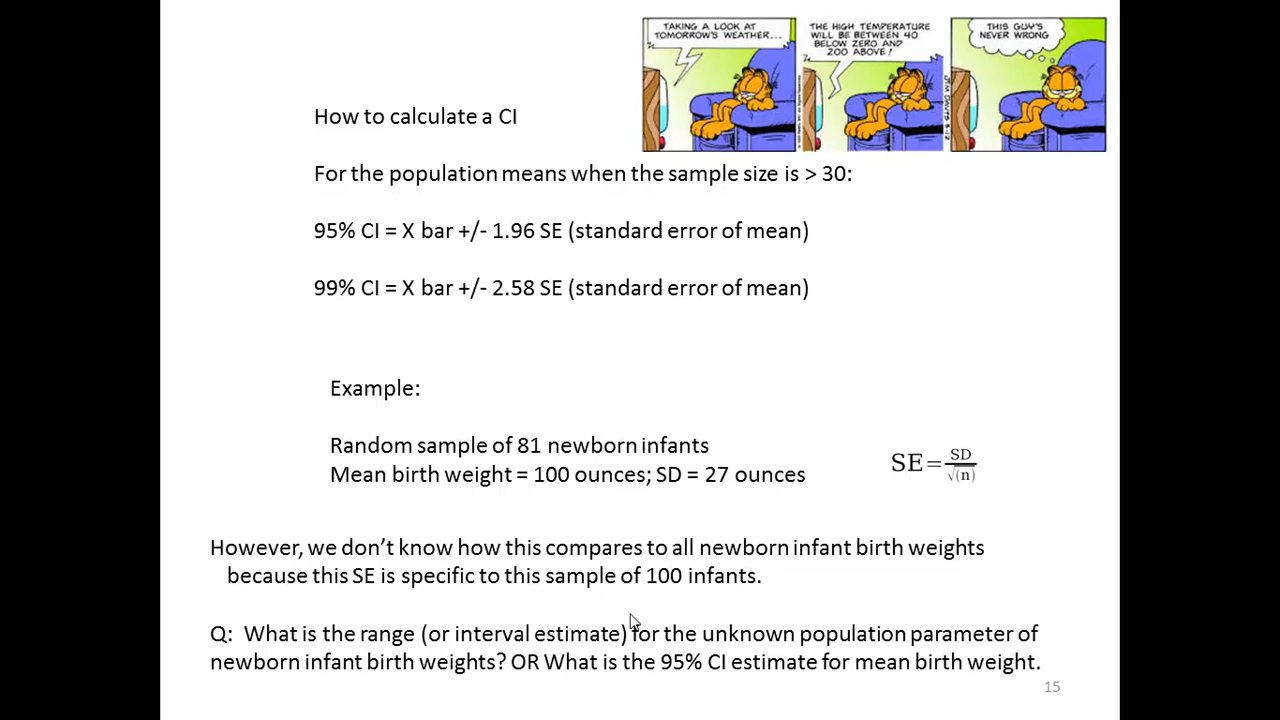 TAKING A LOOK AT
TOMORROW'S WEATHER...
THE HIGH TEMPERATURE
WILL BE BETWEEN 40
BELOW ZERO AND
200 ABOVE!
THIS GUY'S
NEVER WRONG
JIM DAVIS
How to calculate a CI
For the population means when the sample size is > 30:
95% CI = X bar +/- 1.96 SE (standard error of mean)
99% CI = X bar +/- 2.58 SE (standard error of mean)
Example:
Random sample of 81 newborn infants
Mean birth weight = 100 ounces; SD = 27 ounces
SE=SD/√(n)
However, we don't know how this compares to all newborn infant birth weights
because this SE is specific to this sample of 100 infants.
Q: What is the range (or interval estimate) for the unknown population parameter of
newborn infant birth weights? OR What is the 95% CI estimate for mean birth weight.
15